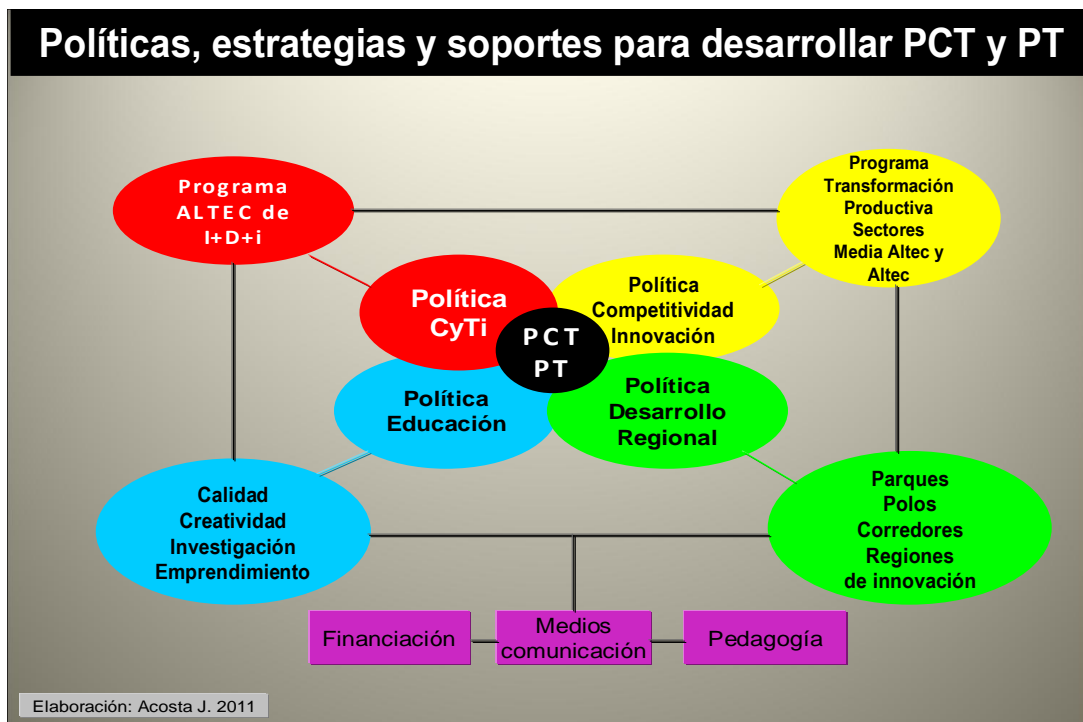 Políticas, estrategias y soportes para desarrollar PCT y PT
Programa
ALTEC de
I+D+i
Programa
Transformación
Productiva
Sectores
Media Altec y
Altec
Política
CyTi
Política
Competitividad
Innovación
PCT
PT
Política
Educación
Política
Desarrollo
Regional
Calidad
Creatividad
Investigación
Emprendimiento
Parques
Polos
Corredores
Regiones
de innovación
Financiación
Medios
comunicación
Pedagogía
Elaboración: Acosta J. 2011